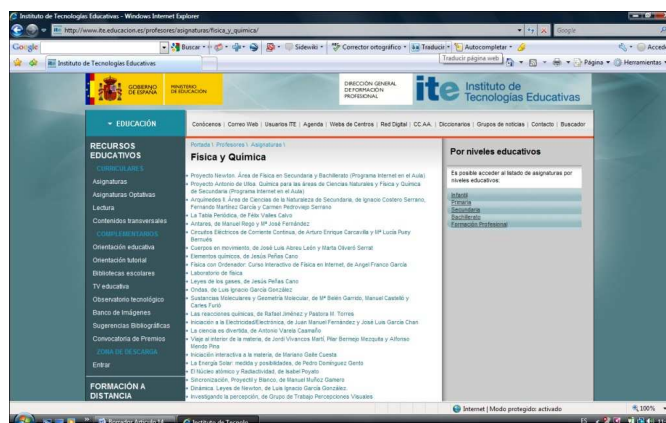 Instituto de Tecnologías Educativas - Windows Internet Explorer
http://www.ite.educacion.es/profesores/asignaturas/fisica_y_quimica/
Google
Google
Buscar
Sidewiki
Corrector ortográfico
Traducir
Autocompletar
Traducir página web
Instituto de Tecnologías Educativas
Página
Herramientas
GOBIERNO DE ESPAÑA
MINISTERIO DE EDUCACIÓN
DIRECCIÓN GENERAL DE FORMACIÓN PROFESIONAL
ite Instituto de Tecnologías Educativas
EDUCACIÓN
Conócenos | Correo Web | Usuarios ITE | Agenda | Webs de Centros | Red Digital | CC.AA. | Diccionarios | Grupos de noticias | Contacto | Buscador
RECURSOS EDUCATIVOS
CURRICULARES
Asignaturas
Asignaturas Optativas
Lectura
Contenidos transversales
COMPLEMENTARIOS
Orientación educativa
Orientación tutorial
Bibliotecas escolares
TV educativa
Observatorio tecnológico
Banco de Imágenes
Sugerencias Bibliográficas
Convocatoria de Premios
ZONA DE DESCARGA
Entrar
FORMACIÓN A DISTANCIA
Portada \ Profesores \ Asignaturas \
Física y Química
Proyecto Newton. Área de Física en Secundaria y Bachillerato (Programa Internet en el Aula)
Proyecto Antonio de Ulloa. Química para las áreas de Ciencias Naturales y Física y Química
de Secundaria (Programa Internet en el Aula)
Arquimedes II. Área de Ciencias de la Naturaleza de Secundaria, de Ignacio Costero Serrano,
Fernando Martínez García y Carmen Pedroviejo Serrano
La Tabla Periódica, de Félix Valles Calvo
Antares, de Manuel Rego y Mª José Fernández
Circuitos Eléctricos de Corriente Continua, de Arturo Enrique Carcavilla y Mª Lucía Puey
Bernués
Cuerpos en movimiento, de José Luis Abreu León y Marta Oliveró Serrat
Elementos químicos, de Jesús Peñas Cano
Física con Ordenador: Curso Interactivo de Física en Internet, de Angel Franco García
Laboratorio de física
Leyes de los gases, de Jesús Peñas Cano
Ondas, de Luis Ignacio García González
Sustancias Moleculares y Geometría Molecular, de Mª Belén Garrido, Manuel Castelló y
Carles Furió
Las reacciones químicas, de Rafael Jiménez y Pastora M. Torres
Iniciación a la Electricidad/Electrónica, de Juan Manuel Fernández y José Luis García Chan
La ciencia es divertida, de Antonio Varela Caamaño
Viaje al interior de la materia, de Jordi Vivancos Martí, Pilar Bermejo Mezquita y Alfonso
Mendo Pina
Iniciación interactiva a la materia, de Mariano Gaite Cuesta
La Energía Solar: medida y posibilidades, de Pedro Domínguez Gento
El Núcleo atómico y Radiactividad, de Isabel Poyato
Sincronización, Proyecto y Blanco, de Manuel Muñoz Gamero
Dinámica. Leyes de Newton, de Luis Ignacio García González
Investigando la percepción, de Grupo de Trabajo Percepciones Visuales
Por niveles educativos
Es posible acceder al listado de asignaturas por
niveles educativos:
Infantil
Primaria
Secundaria
Bachillerato
Formación Profesional
Internet | Modo protegido: activado
100%
Borrador Articulo 14
Instituto de Tecnolo
ES